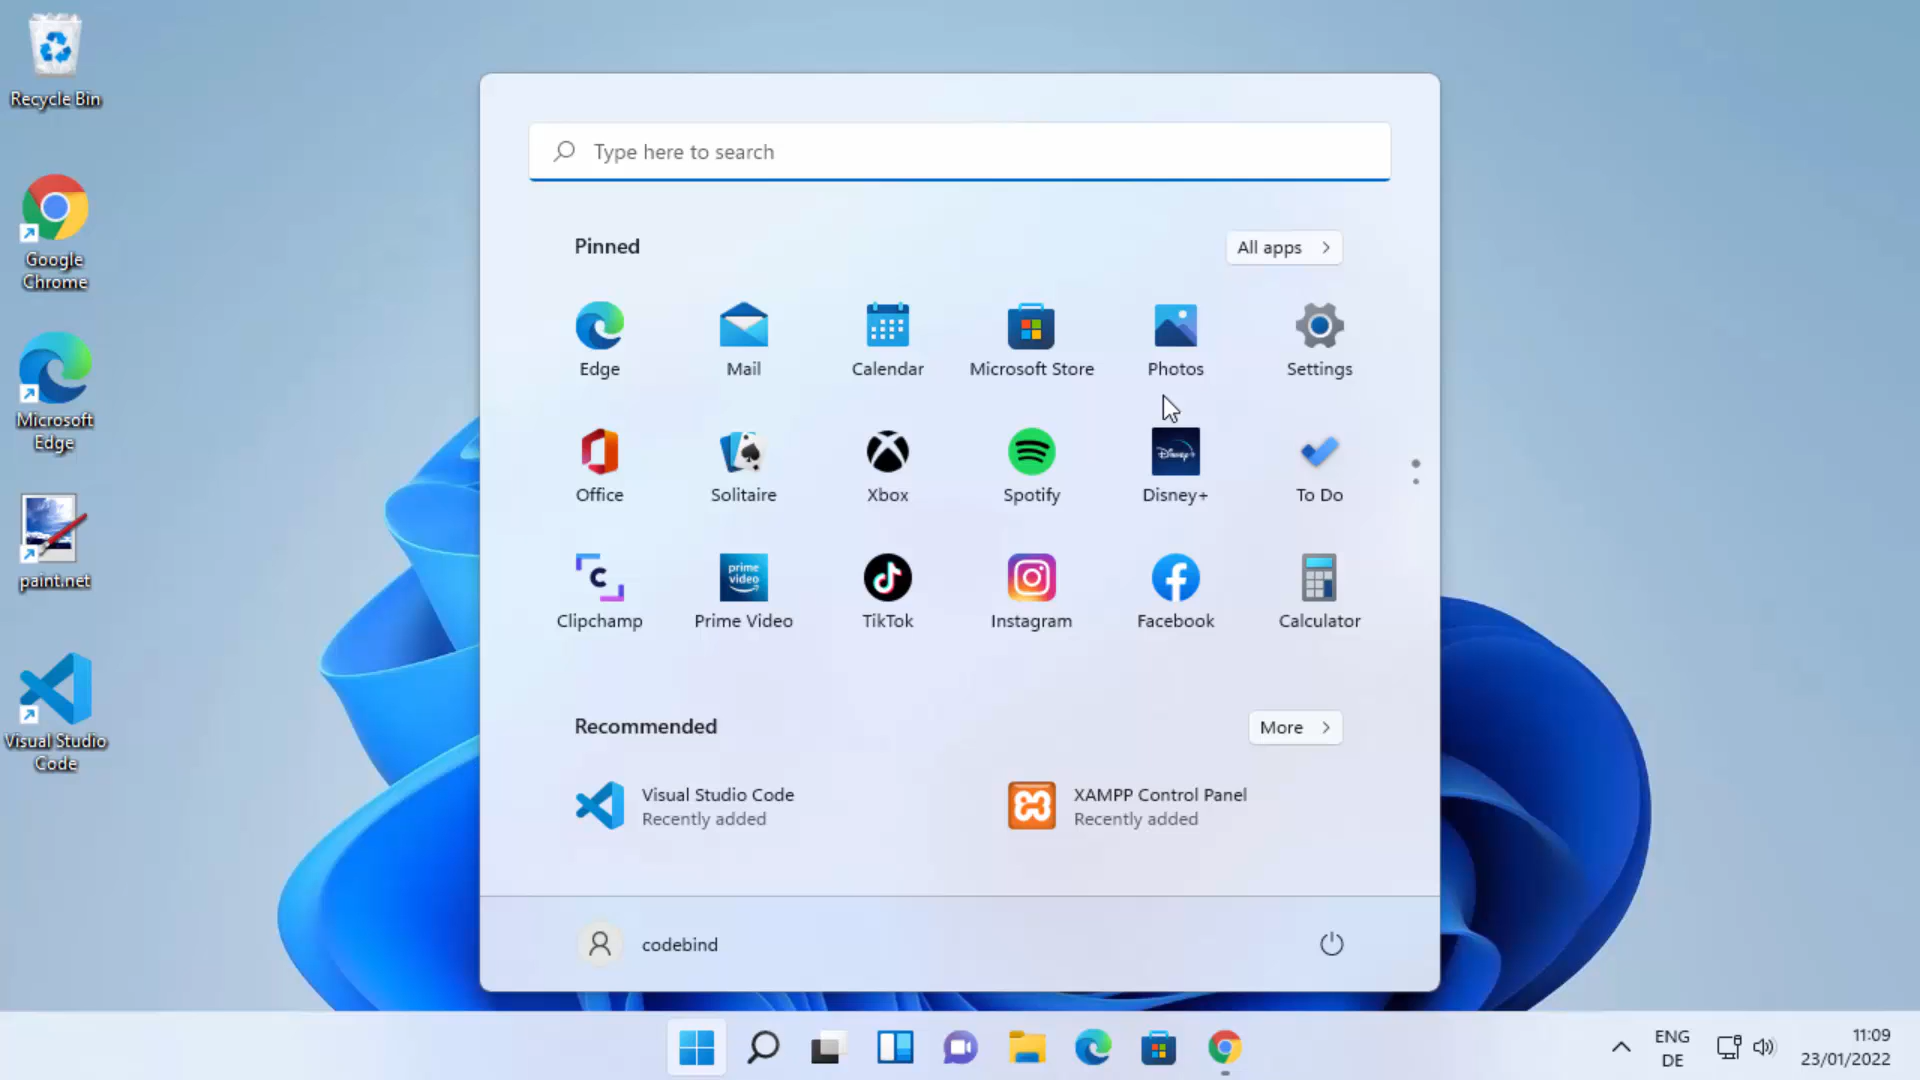 Recycle Bin
Google
Chrome
Microsoft
Edge
paint.net
Visual Studio
Code
Type here to search
Pinned
All apps
Edge
Mail
Calendar
Microsoft Store
Photos
Settings
Office
Solitaire
Xbox
Spotify
Disney+
Disney+
To Do
C
Clipchamp
prime
video
Prime Video
TikTok
Instagram
Facebook
Calculator
Recommended
More
Visual Studio Code
Recently added
XAMPP Control Panel
Recently added
codebind
ENG
DE
11:09
23/01/2022